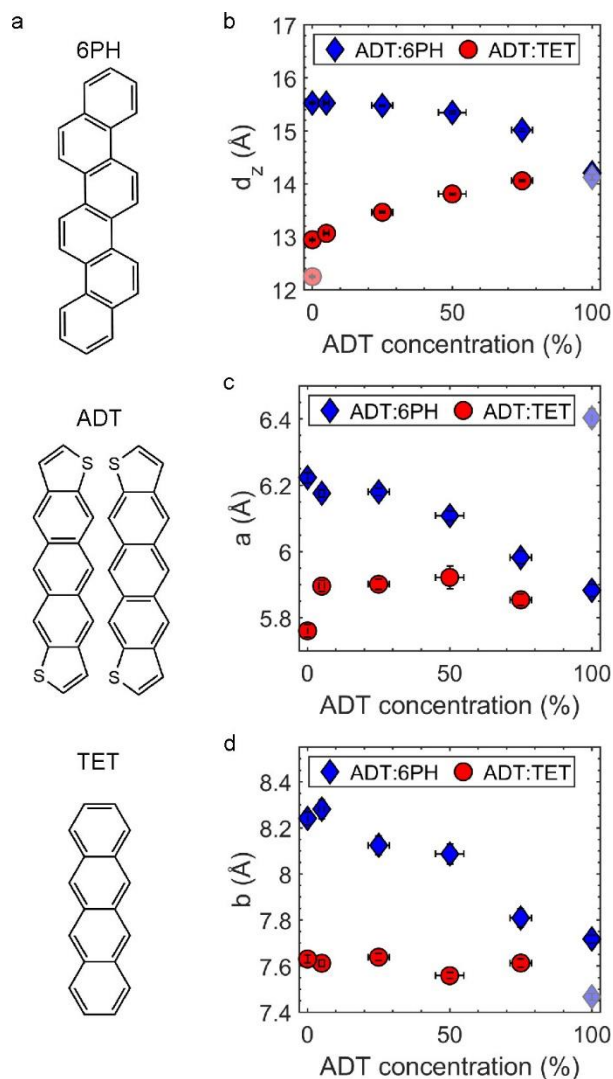 a
6PH
ADT
S
S
S
S
TET
b
ADT:6PH ADT:TET
17
16
15
14
13
12
d_z (Å)
0 50 100
ADT concentration (%)
c
ADT:6PH ADT:TET
6.4
6.2
6
5.8
a (Å)
0 50 100
ADT concentration (%)
d
ADT:6PH ADT:TET
8.4
8.2
8
7.8
7.6
7.4
b (Å)
0 50 100
ADT concentration (%)